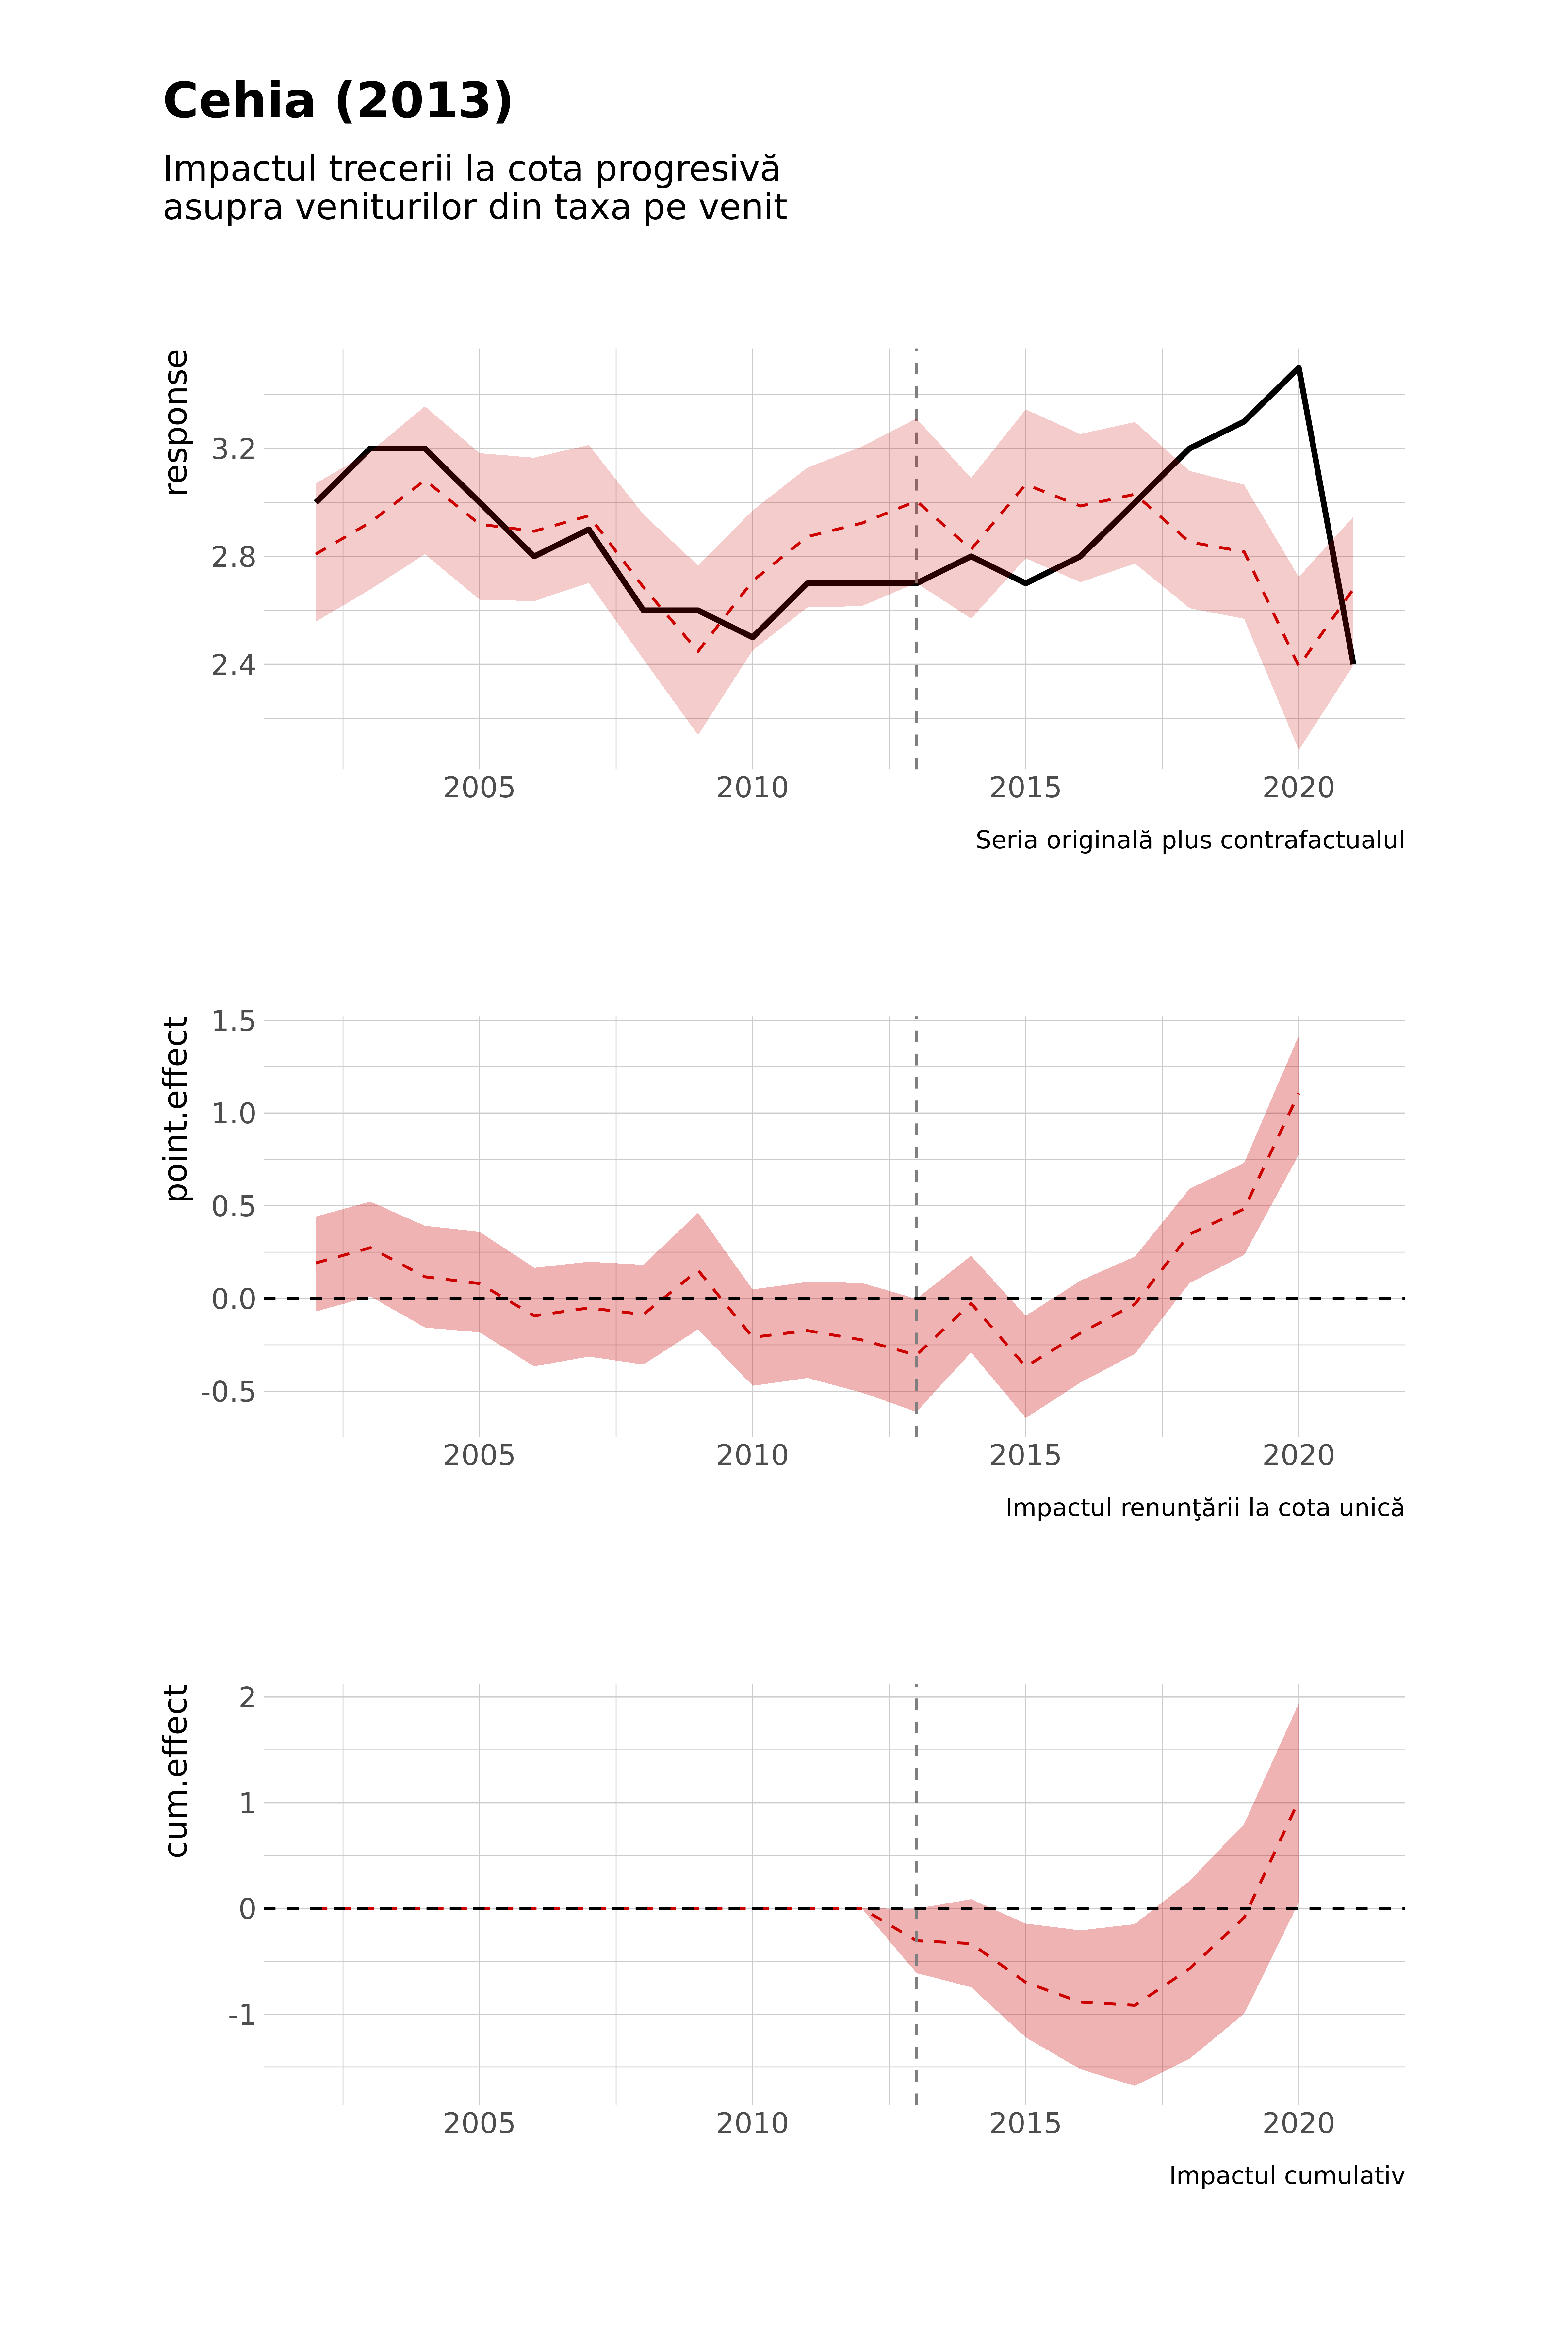 Cehia (2013)
Impactul trecerii la cota progresivă
asupra veniturilor din taxa pe venit
response
3.2
2.8
2.4
2005 2010 2015 2020
Seria originală plus contrafactualul
point.effect
1.5
1.0
0.5
0.0
-0.5
2005 2010 2015 2020
Impactul renunţării la cota unică
cum.effect
2
1
0
-1
2005 2010 2015 2020
Impactul cumulativ